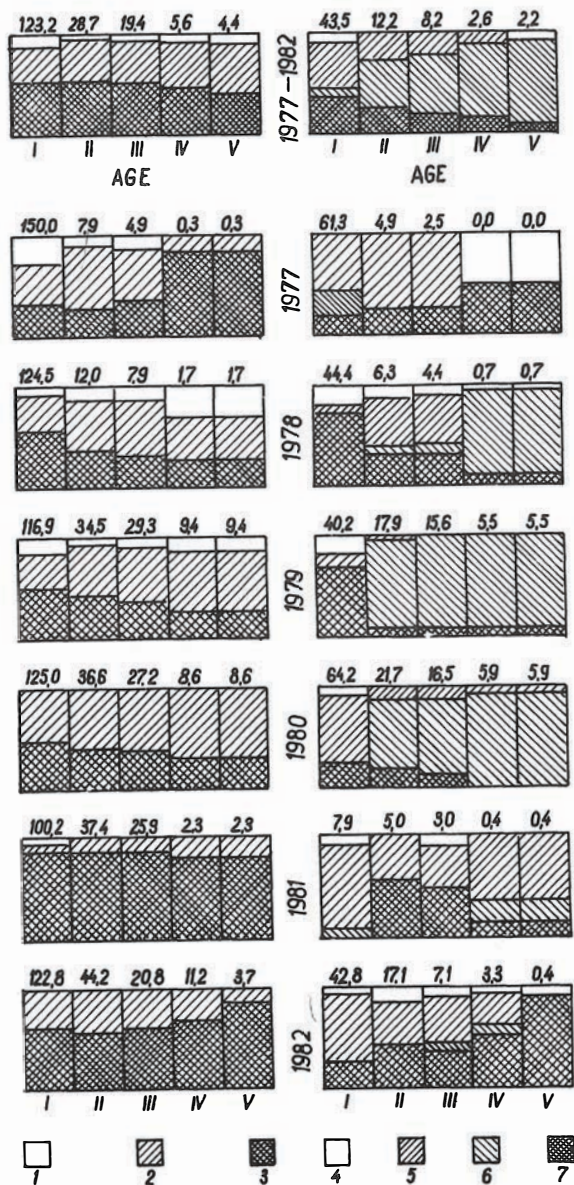 123,2 28,7 19,4 5,6 4,4 43,5 12,2 8,2 2,6 2,2
1977-1982
I II III IV V I II III IV V
AGE AGE
150,0 7,9 4,9 0,3 0,3 61,3 4,9 2,5 0,0 0,0
1977
124,5 12,0 7,9 1,7 1,7 44,4 6,3 4,4 0,7 0,7
1978
116,9 34,5 29,3 9,4 9,4 40,2 17,9 15,6 5,5 5,5
1979
125,0 36,6 27,2 8,6 8,6 64,2 21,7 16,5 5,9 5,9
1980
100,2 37,4 25,9 2,3 2,3 7,9 5,0 3,0 0,4 0,4
1981
122,8 44,2 20,8 11,2 3,7 42,8 17,1 7,1 3,3 0,4
1982
I II III IV V I II III IV V
1 2 3 4 5 6 7